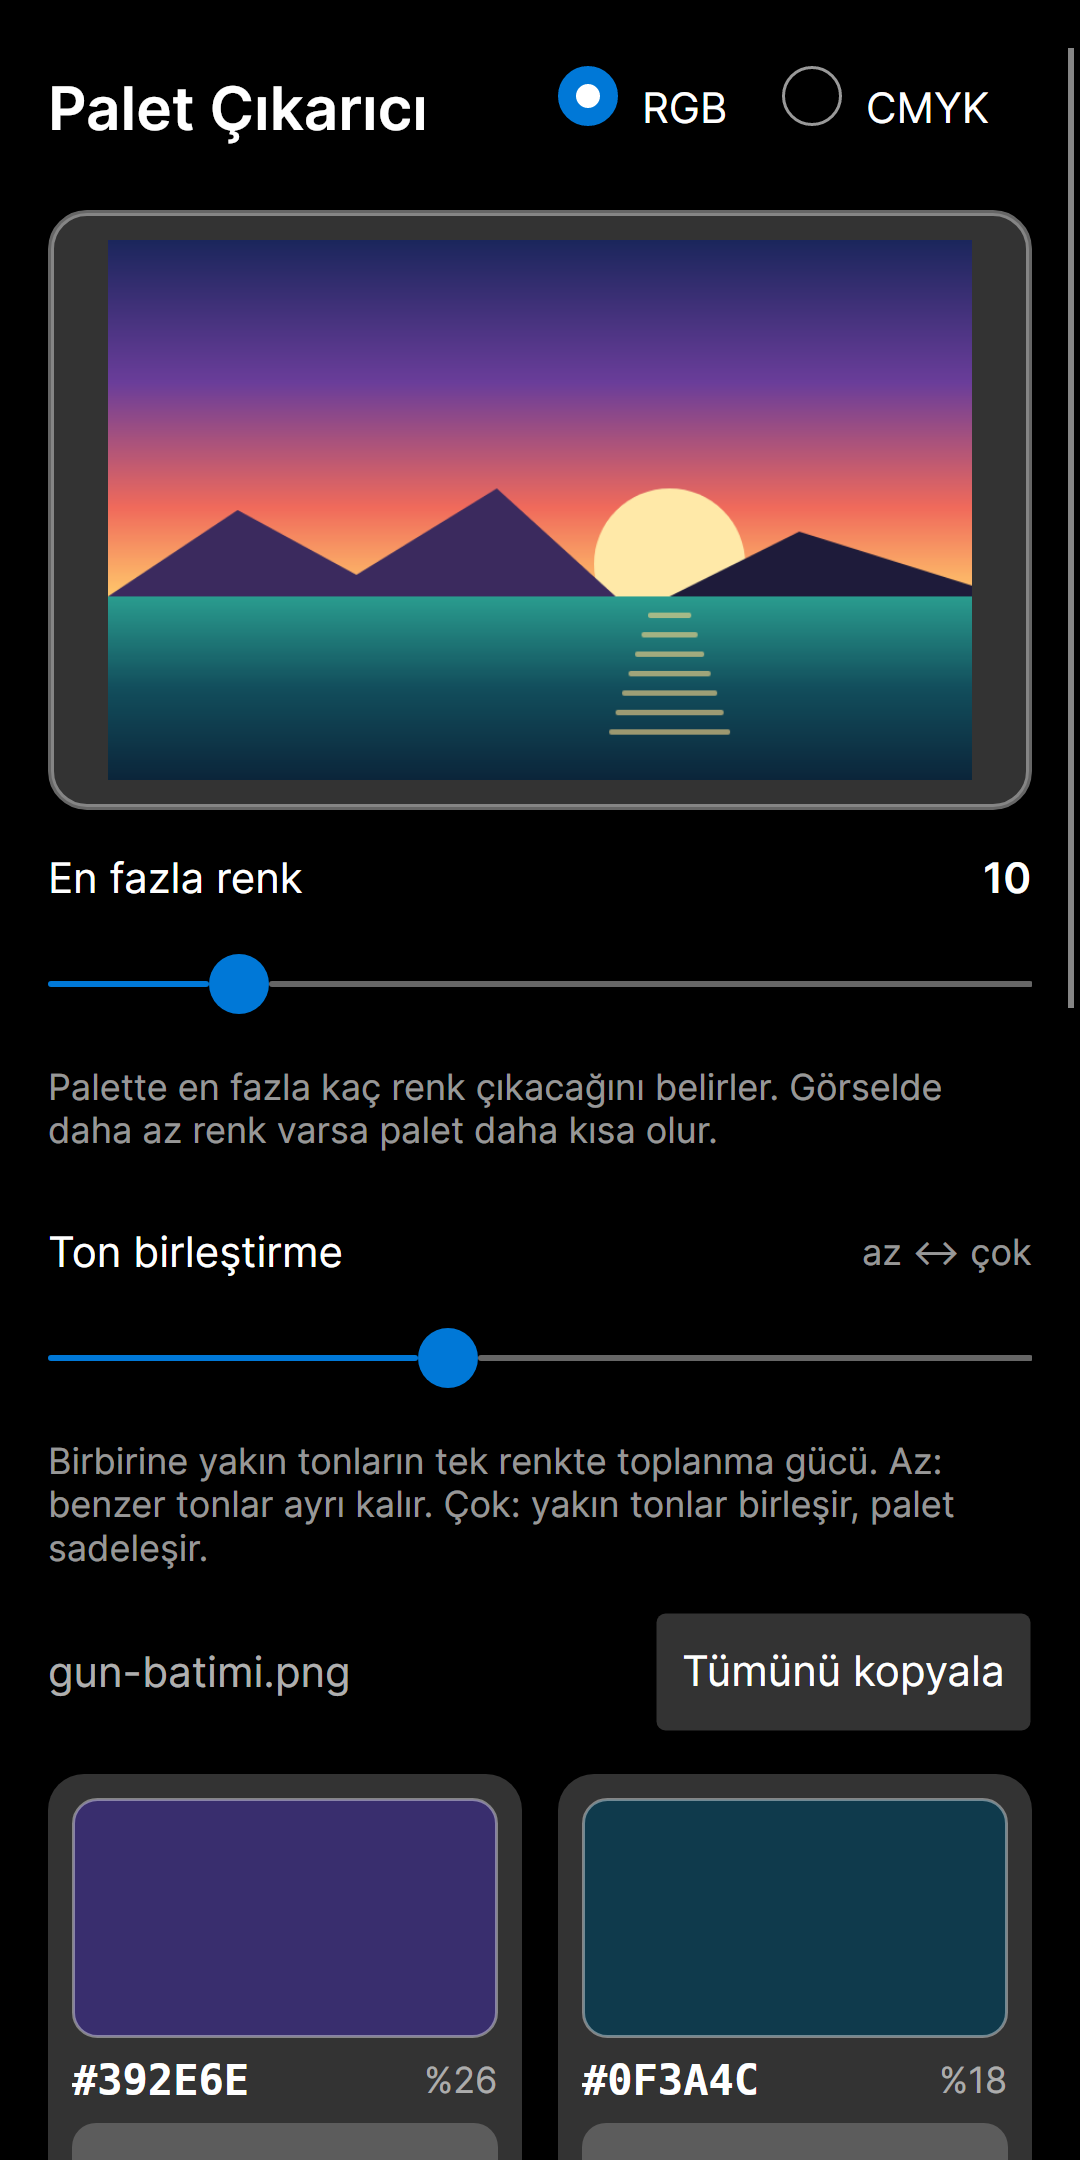 Palet Çıkarıcı
RGB
CMYK
En fazla renk
10
Palette en fazla kaç renk çıkacağını belirler. Görselde
daha az renk varsa palet daha kısa olur.
Ton birleştirme
az ↔ çok
Birbirine yakın tonların tek renkte toplanma gücü. Az:
benzer tonlar ayrı kalır. Çok: yakın tonlar birleşir, palet
sadeleşir.
gun-batimi.png
Tümünü kopyala
#392E6E
%26
#0F3A4C
%18